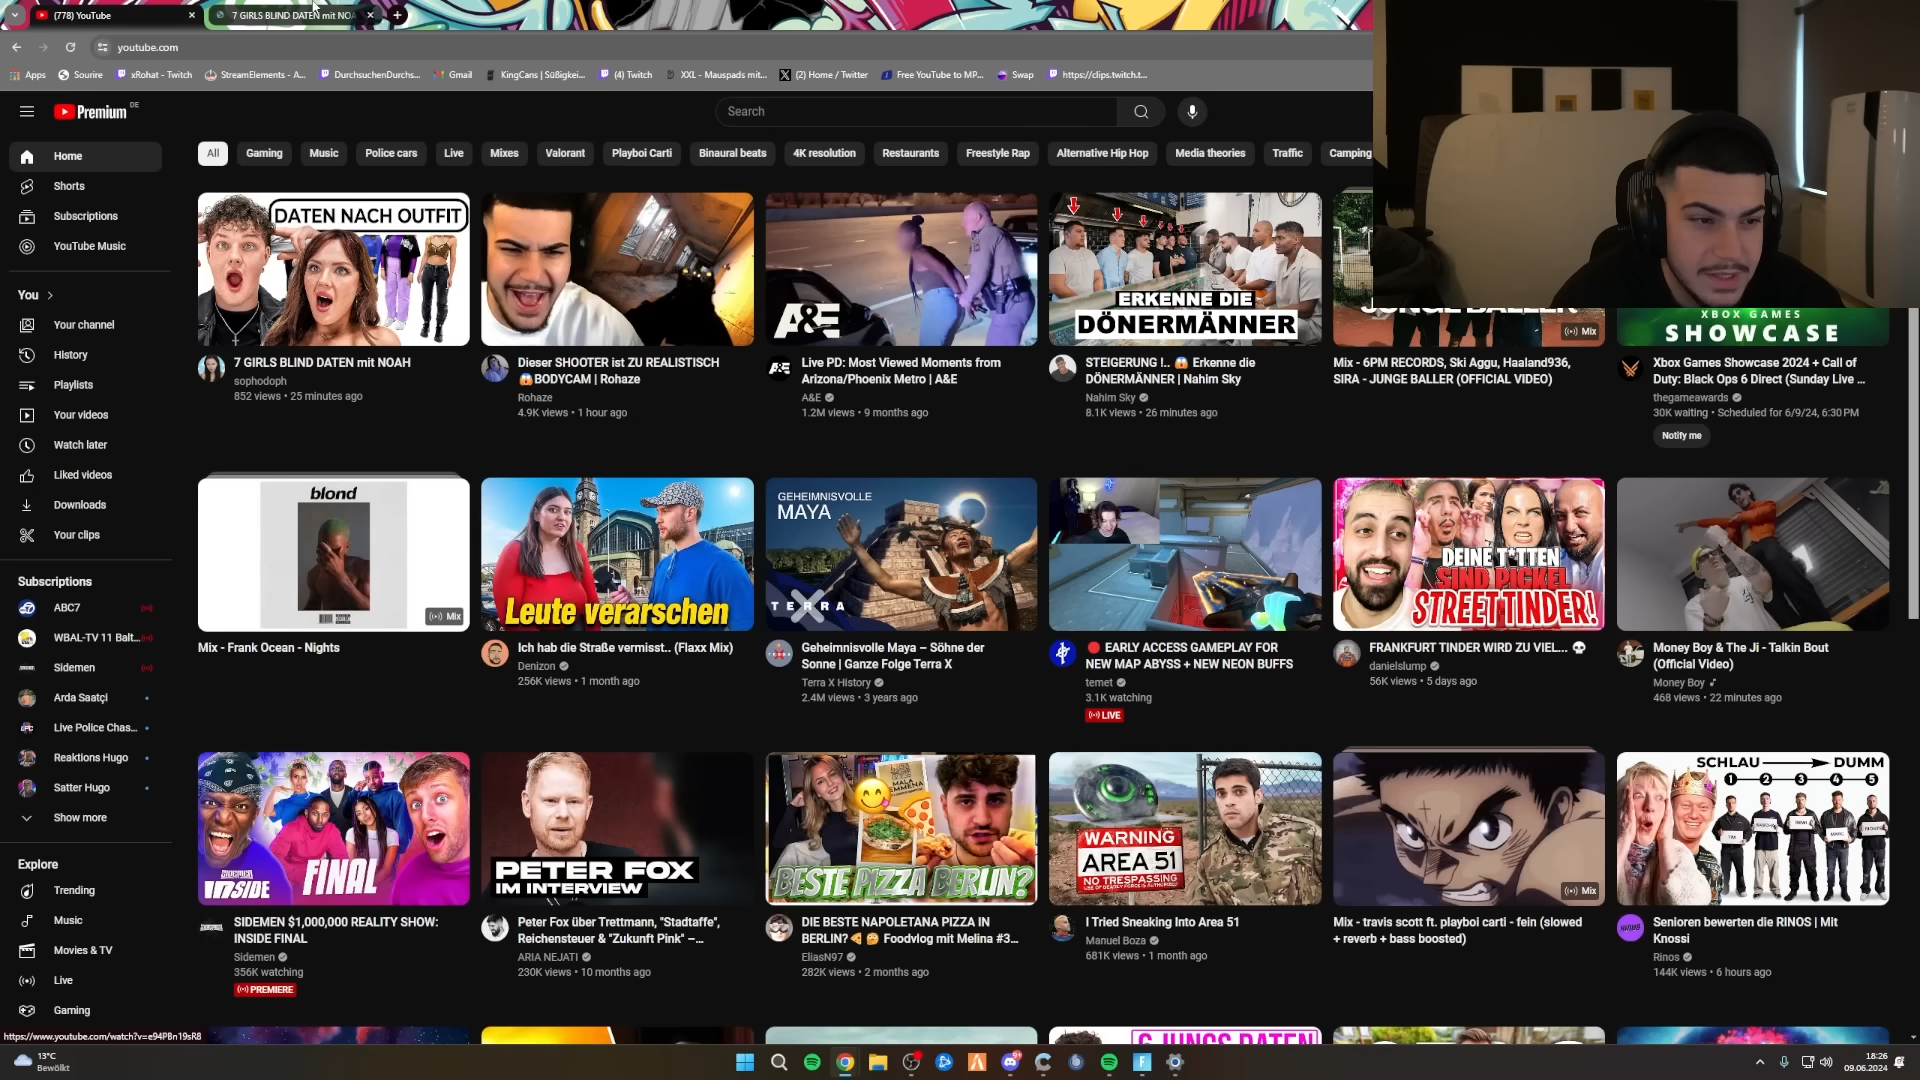 (778) YouTube
7 GIRLS BLIND DATEN mit NOA
youtube.com
Apps
Sourire
xRohat - Twitch
StreamElements - A...
DurchsuchenDurchs...
Gmail
KingCans | Süßigkei...
(4) Twitch
XXL - Mauspads mit...
(2) Home / Twitter
Free YouTube to MP...
Swap
https://clips.twitch.t...
Premium DE
Search
All
Gaming
Music
Police cars
Live
Mixes
Valorant
Playboi Carti
Binaural beats
4K resolution
Restaurants
Freestyle Rap
Alternative Hip Hop
Media theories
Traffic
Camping
Home
Shorts
Subscriptions
YouTube Music
You
Your channel
History
Playlists
Your videos
Watch later
Liked videos
Downloads
Your clips
Subscriptions
ABC7
WBAL-TV 11 Balt...
Sidemen
Arda Saatçi
Live Police Chas...
Reaktions Hugo
Satter Hugo
Show more
Explore
Trending
Music
Movies & TV
Live
Gaming
DATEN NACH OUTFIT
7 GIRLS BLIND DATEN mit NOAH
sophodoph
852 views • 25 minutes ago
Dieser SHOOTER ist ZU REALISTISCH
😱BODYCAM | Rohaze
Rohaze
4.9K views • 1 hour ago
A&E
Live PD: Most Viewed Moments from
Arizona/Phoenix Metro | A&E
A&E
1.2M views • 9 months ago
ERKENNE DIE
DÖNERMÄNNER
STEIGERUNG !.. 😱 Erkenne die
DÖNERMÄNNER | Nahim Sky
Nahim Sky
8.1K views • 26 minutes ago
JUNGE BALLER
Mix
Mix - 6PM RECORDS, Ski Aggu, Haaland936,
SIRA - JUNGE BALLER (OFFICIAL VIDEO)
XBOX GAMES
SHOWCASE
Xbox Games Showcase 2024 + Call of
Duty: Black Ops 6 Direct (Sunday Live ...
thegameawards
30K waiting • Scheduled for 6/9/24, 6:30 PM
Notify me
blond
Mix
Mix - Frank Ocean - Nights
Leute verarschen
Ich hab die Straße vermisst.. (Flaxx Mix)
Denizon
256K views • 1 month ago
GEHEIMNISVOLLE
MAYA
TERRA X
Geheimnisvolle Maya – Söhne der
Sonne | Ganze Folge Terra X
Terra X History
2.4M views • 3 years ago
🔴 EARLY ACCESS GAMEPLAY FOR
NEW MAP ABYSS + NEW NEON BUFFS
temet
3.1K watching
LIVE
DEINE T*TTEN
SIND PICKEL
STREET TINDER!
FRANKFURT TINDER WIRD ZU VIEL... 💀
danielslump
56K views • 5 days ago
Money Boy & The Ji - Talkin Bout
(Official Video)
Money Boy
468 views • 22 minutes ago
SIDEMEN
INSIDE
FINAL
SIDEMEN $1,000,000 REALITY SHOW:
INSIDE FINAL
Sidemen
356K watching
PREMIERE
PETER FOX
IM INTERVIEW
Peter Fox über Trettmann, "Stadtaffe",
Reichensteuer & "Zukunft Pink" –...
ARIA NEJATI
230K views • 10 months ago
BESTE PIZZA BERLIN?
DIE BESTE NAPOLETANA PIZZA IN
BERLIN?🍕 🤔 Foodvlog mit Melina #3...
EliasN97
282K views • 2 months ago
WARNING
AREA 51
NO TRESPASSING
I Tried Sneaking Into Area 51
Manuel Boza
681K views • 1 month ago
Mix
Mix - travis scott ft. playboi carti - fein (slowed
+ reverb + bass boosted)
SCHLAU DUMM
1 2 3 4 5
Senioren bewerten die RINOS | Mit
Knossi
Rinos
144K views • 6 hours ago
6 JUNGS DATEN
https://www.youtube.com/watch?v=e94PBn19sR8
13°C
Bewölkt
18:26
09.06.2024